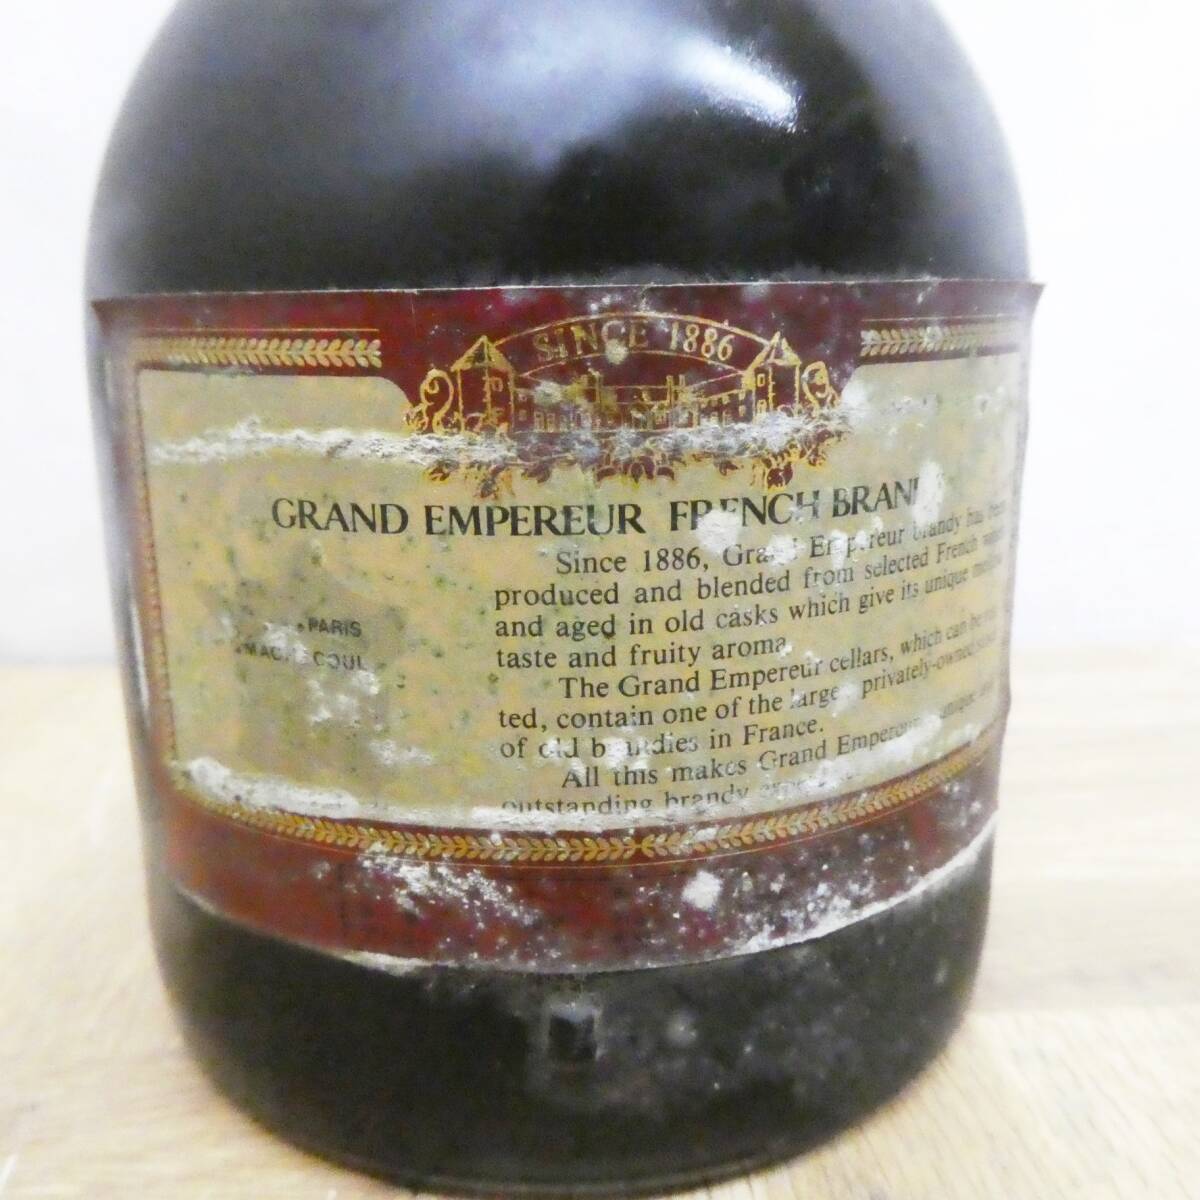 SINCE 1886
GRAND EMPEREUR FRENCH
Since 1886, Grand Empereur brandy has been
produced and blended from selected French
and aged in old casks which give its unique
taste and fruity aroma.
PARIS
The Grand Empereur cellars, which can be
ted, contain one of the privately-owned
of old brandies in France.
All this makes Grand Empereur unique
outstanding brandy